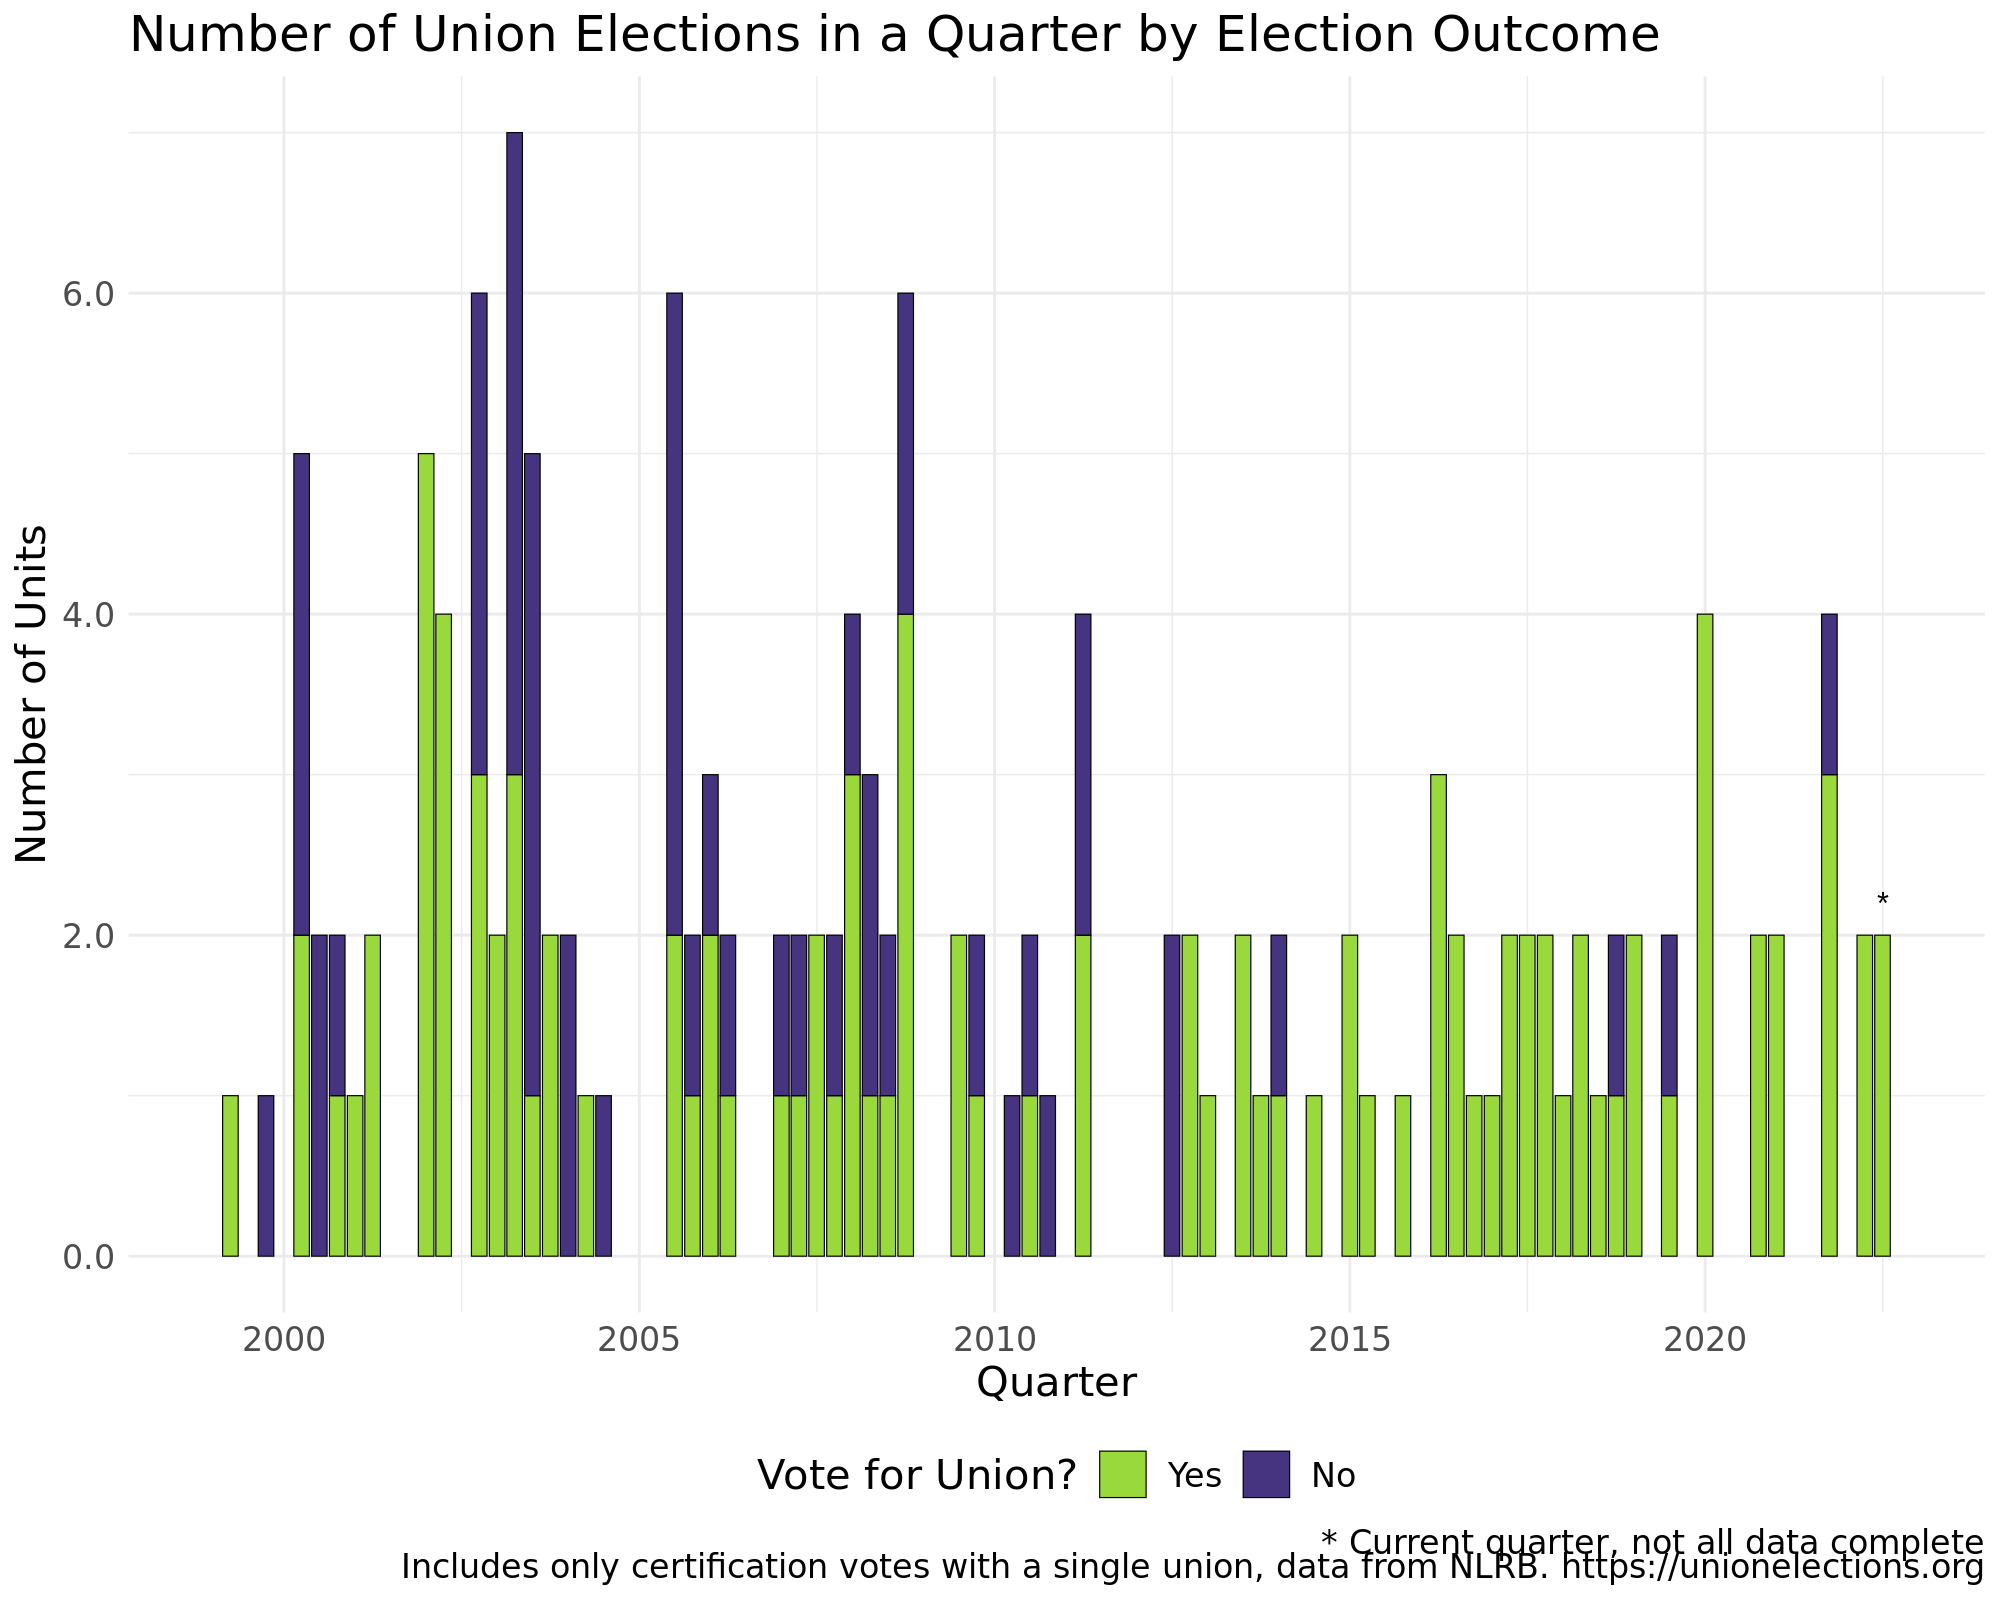 Number of Union Elections in a Quarter by Election Outcome
Number of Units
6.0
4.0
2.0
0.0
*
2000 2005 2010 2015 2020
Quarter
Vote for Union? Yes No
* Current quarter, not all data complete
Includes only certification votes with a single union, data from NLRB. https://unionelections.org